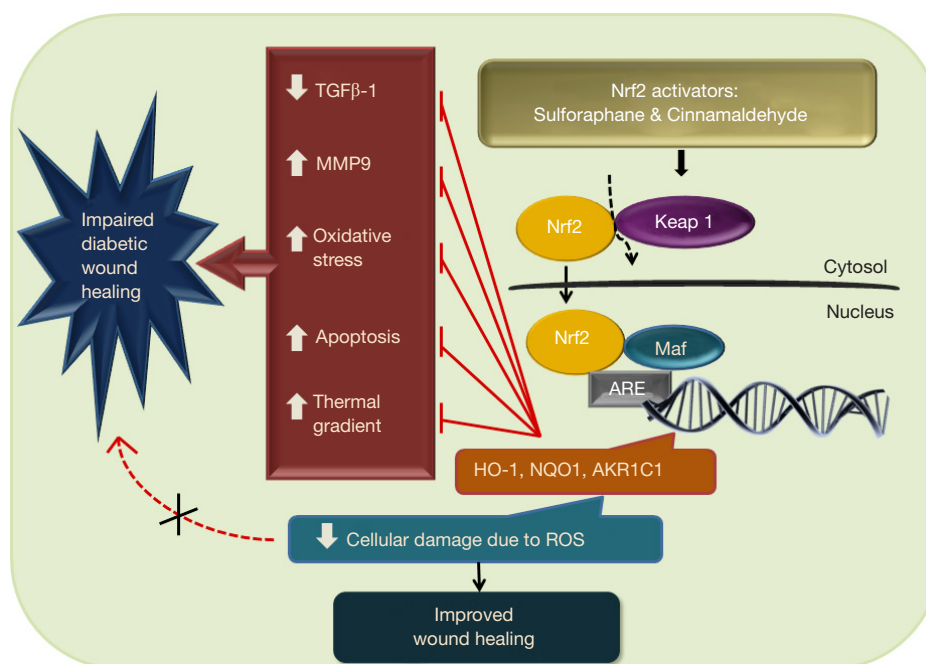 TGFβ-1
MMP9
Oxidative
stress
Apoptosis
Thermal
gradient
Impaired
diabetic
wound
healing
Nrf2 activators:
Sulforaphane & Cinnamaldehyde
Nrf2
Keap 1
Cytosol
Nucleus
Nrf2
Maf
ARE
HO-1, NQO1, AKR1C1
Cellular damage due to ROS
Improved
wound healing